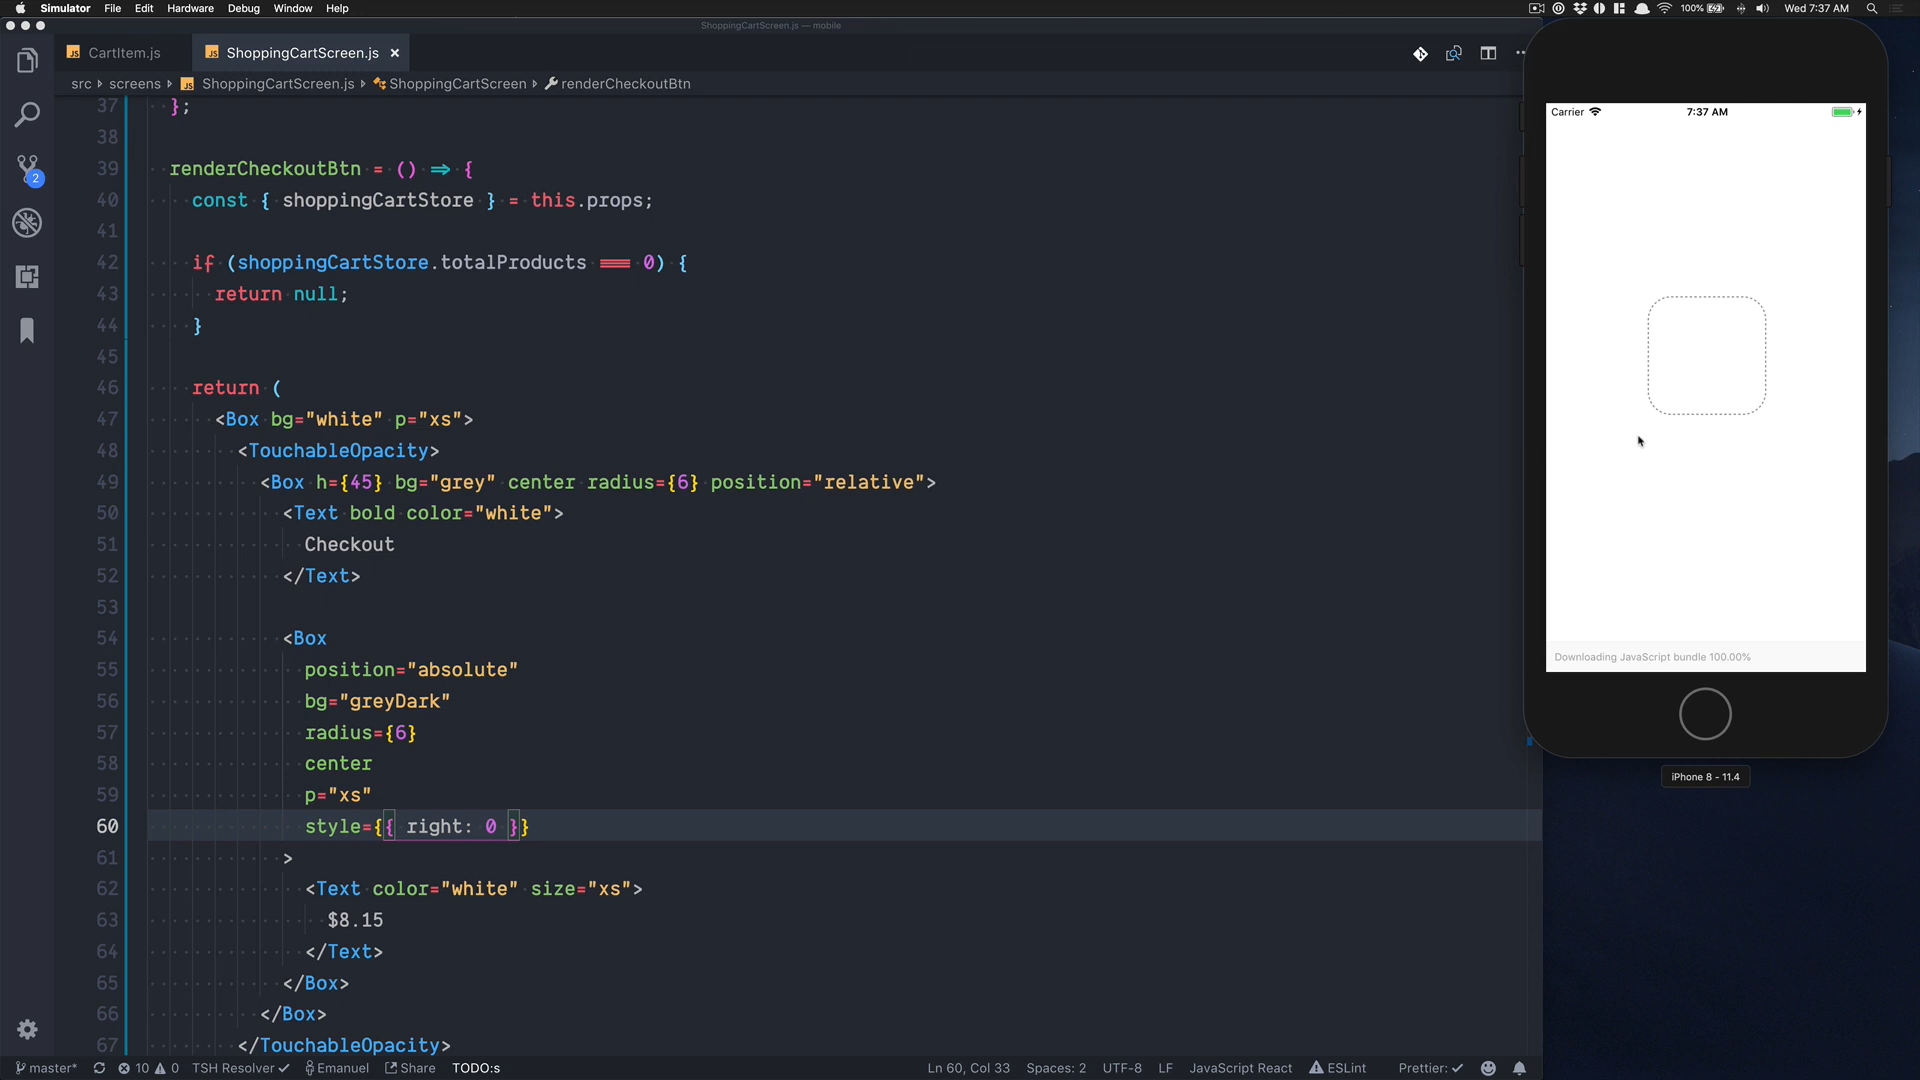 Simulator File Edit Hardware Debug Window Help 100% Wed 7:37 AM
ShoppingCartScreen.js — mobile
JS CartItem.js JS ShoppingCartScreen.js ×
src screens JS ShoppingCartScreen.js ShoppingCartScreen renderCheckoutBtn
37 };
38
39 renderCheckoutBtn = () => {
40 const { shoppingCartStore } = this.props;
41
42 if (shoppingCartStore.totalProducts === 0) {
43 return null;
44 }
45
46 return (
47 <Box bg="white" p="xs">
48 <TouchableOpacity>
49 <Box h={45} bg="grey" center radius={6} position="relative">
50 <Text bold color="white">
51 Checkout
52 </Text>
53
54 <Box
55 position="absolute"
56 bg="greyDark"
57 radius={6}
58 center
59 p="xs"
60 style={{ right: 0 }}
61 >
62 <Text color="white" size="xs">
63 $8.15
64 </Text>
65 </Box>
66 </Box>
67 </TouchableOpacity>
2
master* 10 0 TSH Resolver Emanuel Share TODO:s Ln 60, Col 33 Spaces: 2 UTF-8 LF JavaScript React ESLint Prettier:
Carrier 7:37 AM
Downloading JavaScript bundle 100.00%
iPhone 8 - 11.4